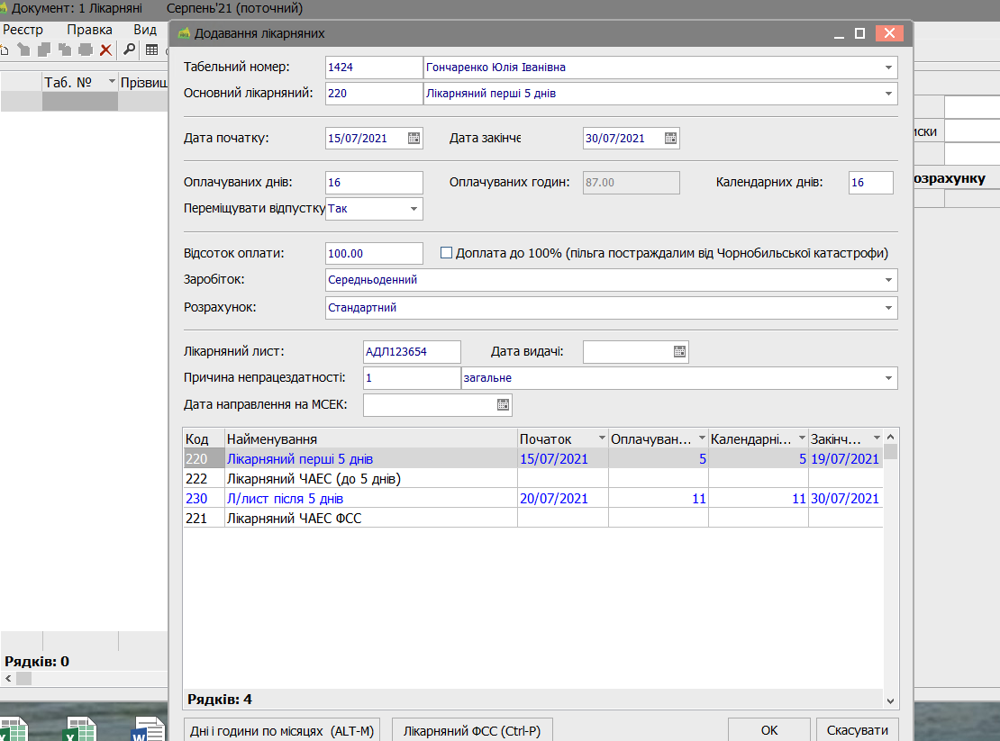 Документ: 1 Лікарняні Серпень'21 (поточний)
Реєстр Правка Вид
Додавання лікарняних
Таб. №
Табельний номер: 1424 Гончаренко Юлія Іванівна
Основний лікарняний: 220 Лікарняний перші 5 днів
Дата початку: 15/07/2021 Дата закінче 30/07/2021
Оплачуваних днів: 16 Оплачуваних годин: 87.00 Календарних днів: 16
Переміщувати відпустку Так
Відсоток оплати: 100.00 Доплата до 100% (пільга постраждалим від Чорнобильської катастрофи)
Заробіток: Середньоденний
Розрахунок: Стандартний
Лікарняний лист: АДЛ123654 Дата видачі:
Причина непрацездатності: 1 загальне
Дата направлення на МСЕК:
Код Найменування Початок Оплачуван... Календарні... Закінч...
220 Лікарняний перші 5 днів 15/07/2021 5 5 19/07/2021
222 Лікарняний ЧАЕС (до 5 днів)
230 Л/лист після 5 днів 20/07/2021 11 11 30/07/2021
221 Лікарняний ЧАЕС ФСС
Рядків: 0
Рядків: 4
Дні і години по місяцях (ALT-M) Лікарняний ФСС (Ctrl-P) OK Скасувати